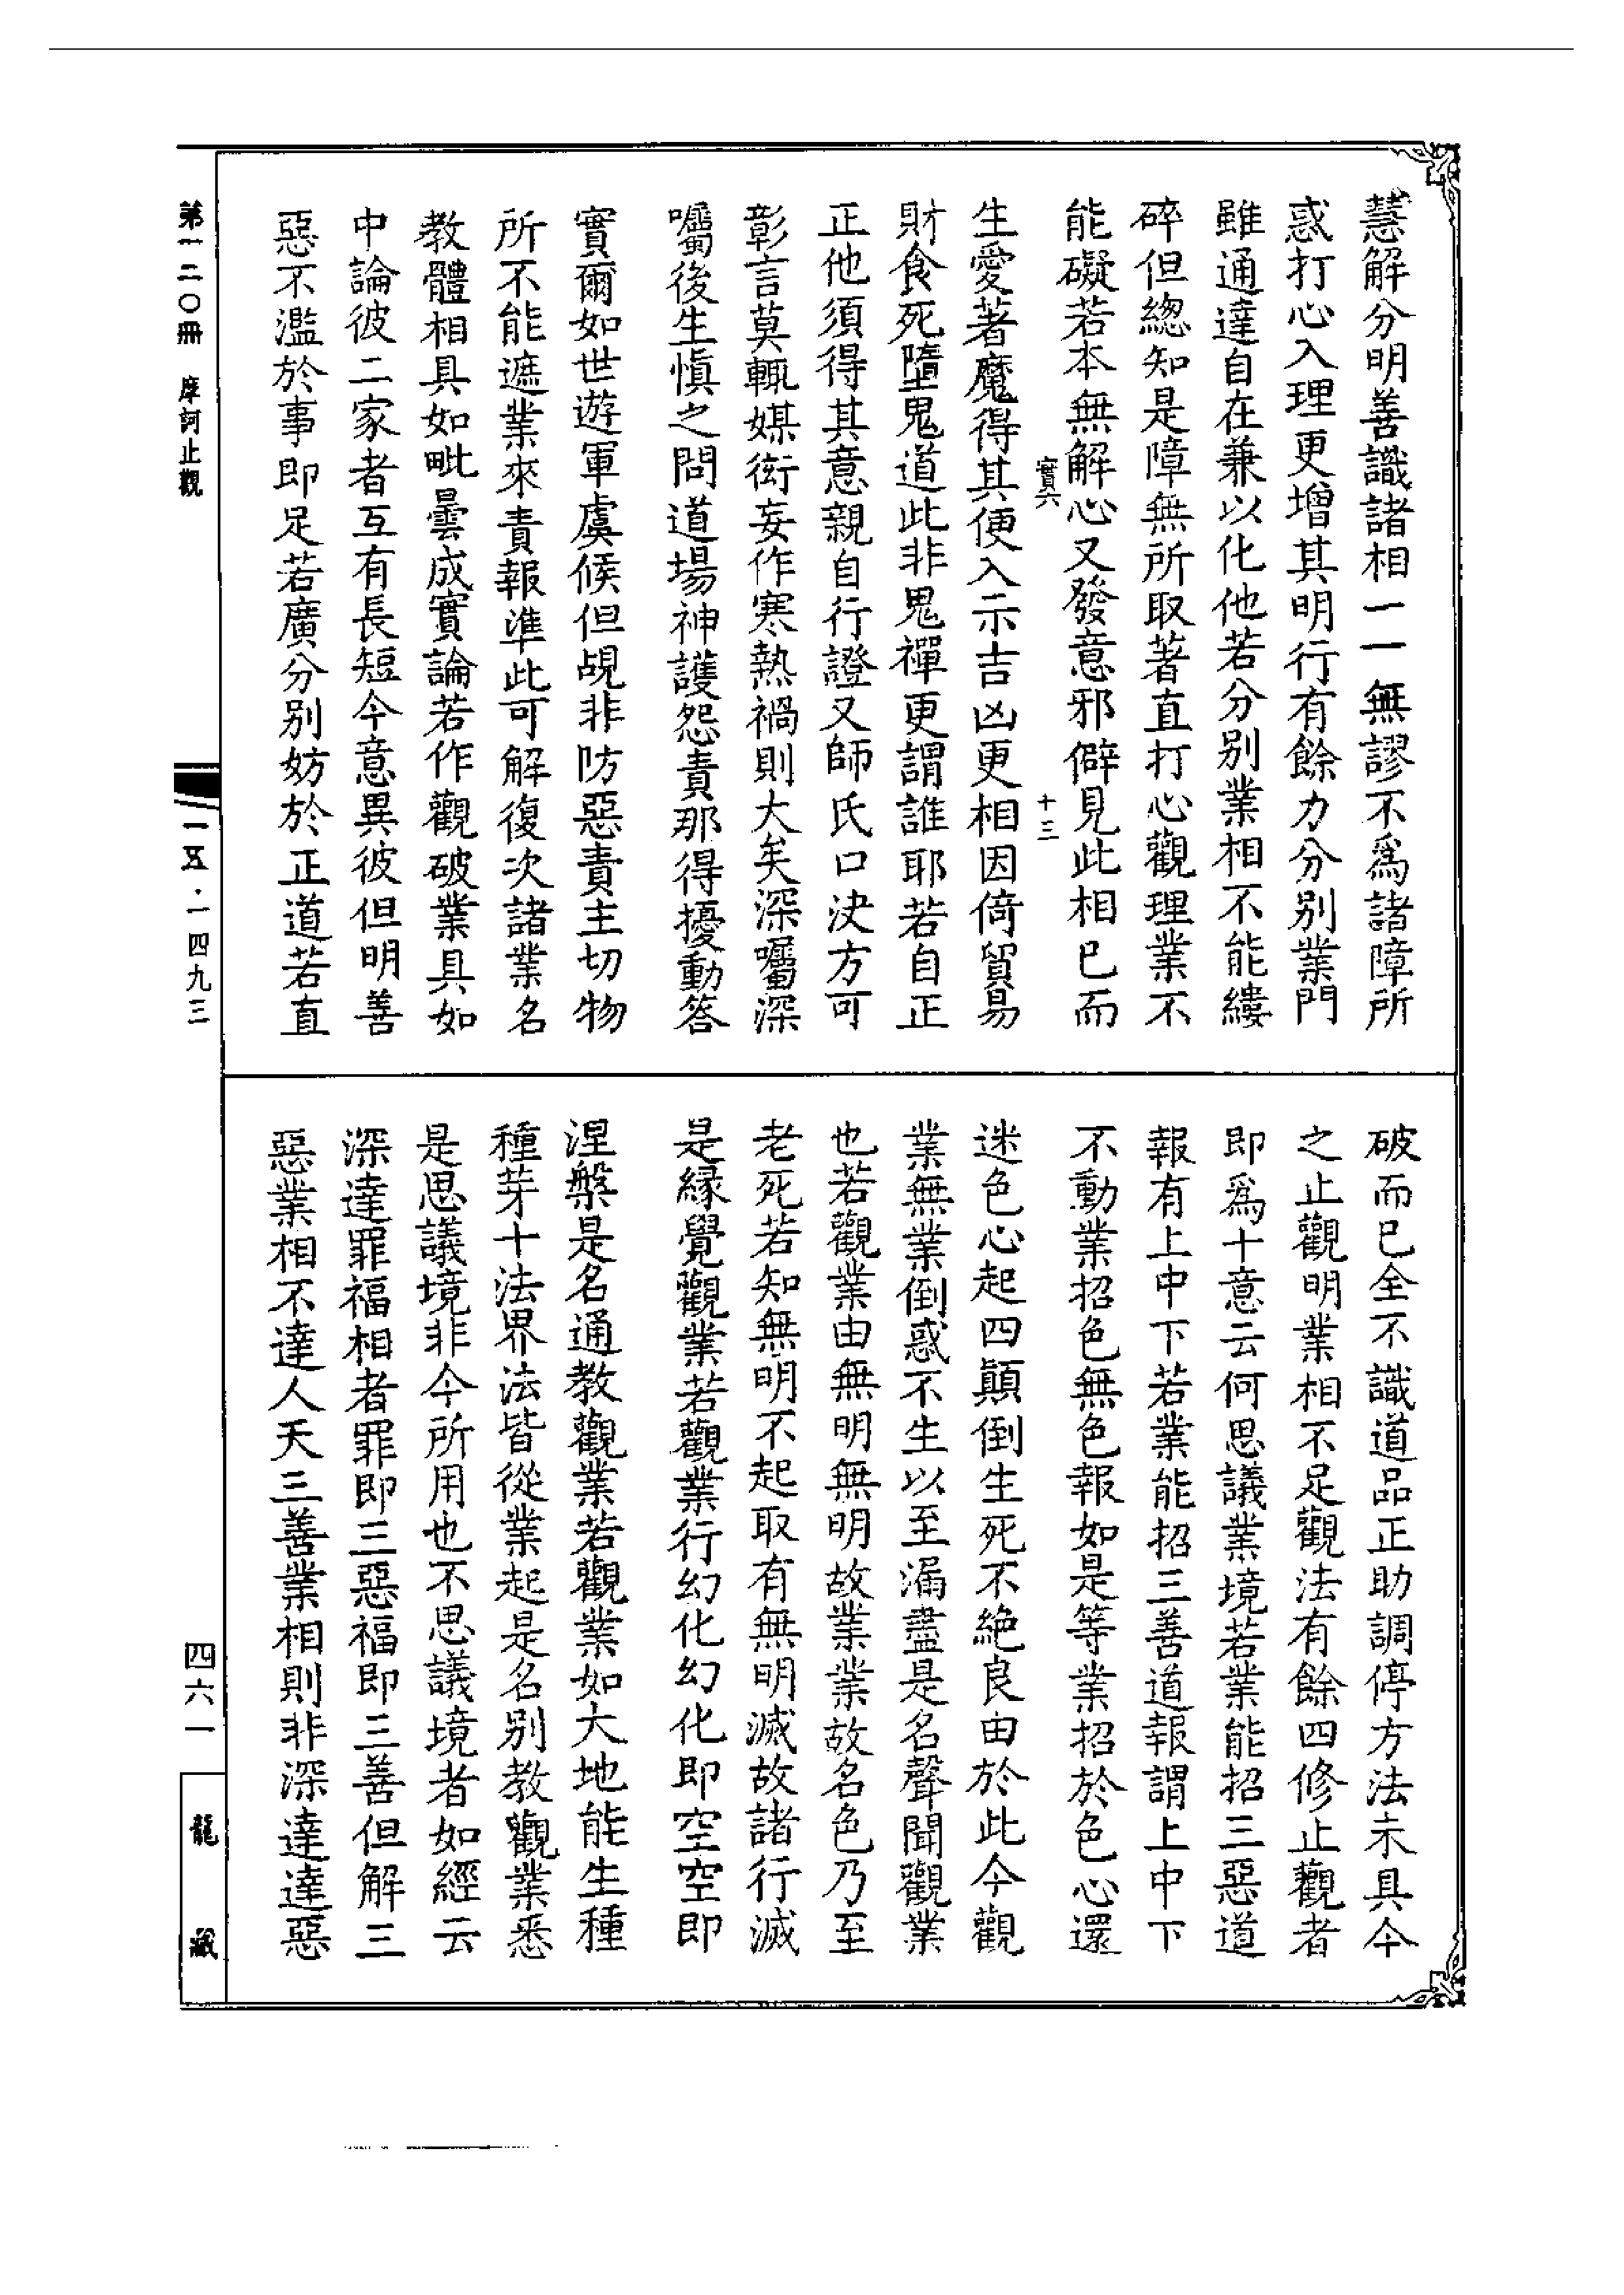 慧解分明善識諸相一一無謬不爲諸障所
惑打心入理更增其明行有餘力分別業門
雖通達自在兼以化他若分別業相不能縷
碎但總知是障無所取著直打心觀理業不
能礙若本無解心又發意邪僻見此相已而
實六
十三
生愛著魔得其便入示吉凶更相因倚貿易
財食死墮鬼道此非鬼禪更謂誰耶若自正
正他須得其意親自行證又師氏口決方可
彰言莫輒媒衒妄作寒熱禍則大矣深囑深
囑後生慎之問道場神護怨責那得擾動答
實爾如世遊軍虞候但覘非防惡責主切物
所不能遮業來責報準此可解復次諸業名
教體相具如毗曇成實論若作觀破業具如
中論彼二家者互有長短今意異彼但明善
惡不濫於事即足若廣分別妨於正道若直
破而已全不識道品正助調停方法未具今
之止觀明業相不足觀法有餘四修止觀者
即爲十意云何思議業境若業能招三惡道
報有上中下若業能招三善道報謂上中下
不動業招色無色報如是等業招於色心還
迷色心起四顛倒生死不絶良由於此今觀
業無業倒惑不生以至漏盡是名聲聞觀業
也若觀業由無明無明故業業故名色乃至
老死若知無明不起取有無明滅故諸行滅
是緣覺觀業若觀業行幻化幻化即空空即
涅槃是名通教觀業若觀業如大地能生種
種芽十法界法皆從業起是名別教觀業悉
是思議境非今所用也不思議境者如經云
深達罪福相者罪即三惡福即三善但解三
惡業相不達人天三善業相則非深達達惡
第一二〇冊 摩訶止觀
一五·一四九三
四六一
龍藏